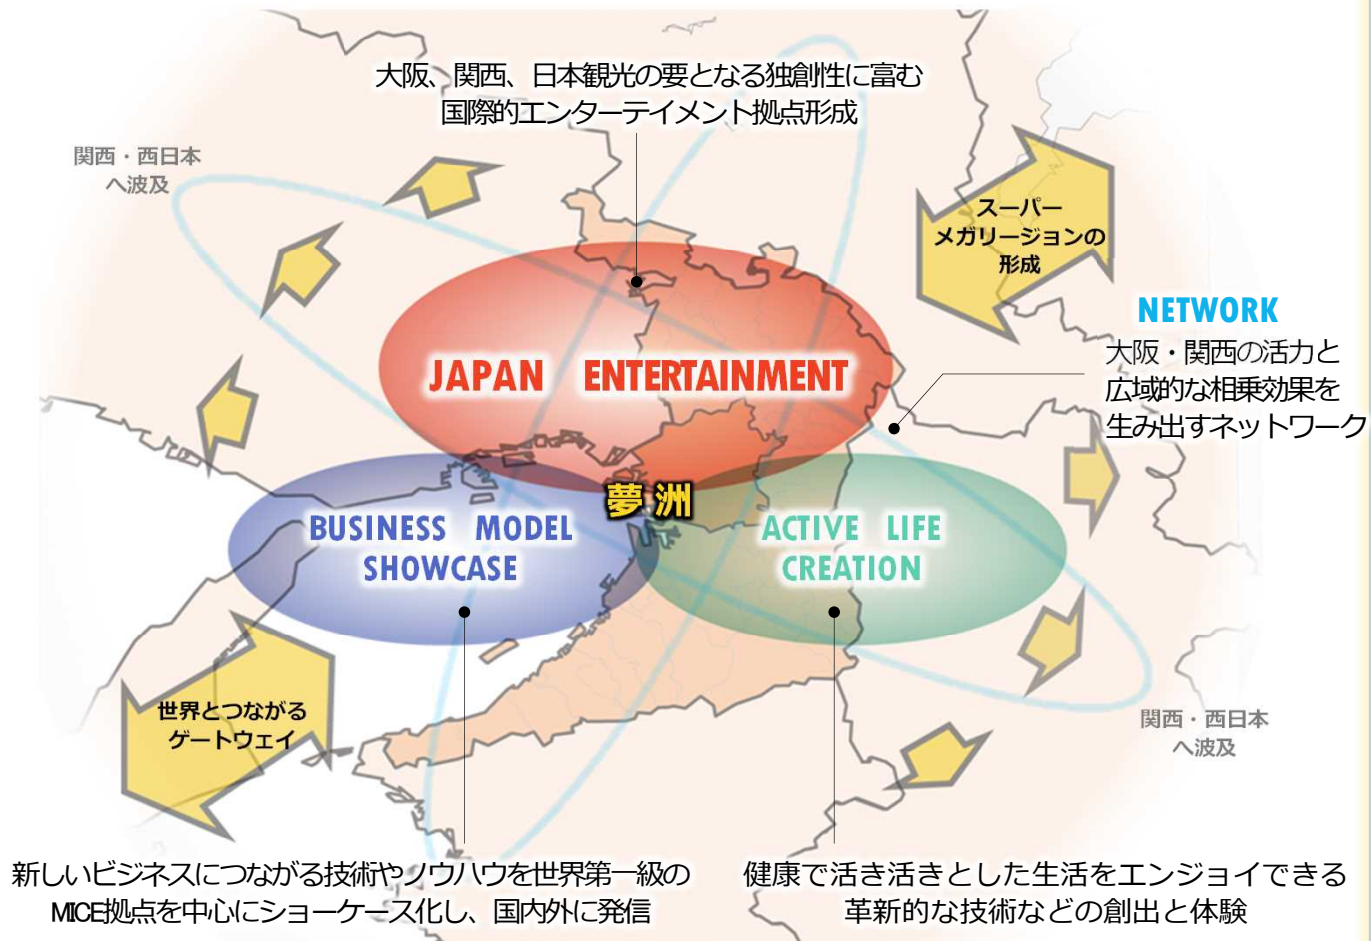 大阪、関西、日本観光の要となる独創性に富む
国際的エンターテイメント拠点形成
関西・西日本
へ波及
スーパー
メガリージョンの
形成
NETWORK
大阪・関西の活力と
広域的な相乗効果を
生み出すネットワーク
JAPAN ENTERTAINMENT
夢洲
BUSINESS MODEL
SHOWCASE
ACTIVE LIFE
CREATION
世界とつながる
ゲートウェイ
関西・西日本
へ波及
新しいビジネスにつながる技術やノウハウを世界第一級の
MICE拠点を中心にショーケース化し、国内外に発信
健康で活き活きとした生活をエンジョイできる
革新的な技術などの創出と体験